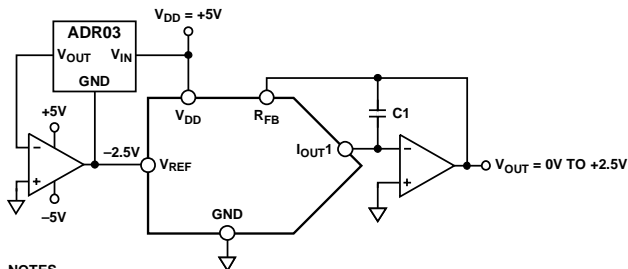 V_DD = +5V
ADR03
V_OUT V_IN
GND
+5V
–2.5V
–5V
V_DD R_FB
V_REF
I_OUT1
GND
C1
V_OUT = 0V TO +2.5V
NOTES